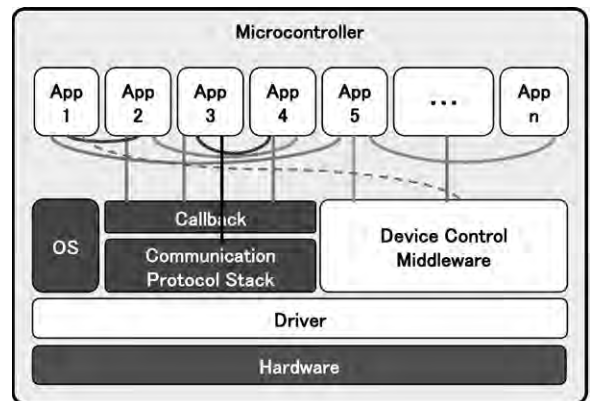 Microcontroller
App
1
App
2
App
3
App
4
App
5
...
App
n
OS
Callback
Communication
Protocol Stack
Device Control
Middleware
Driver
Hardware